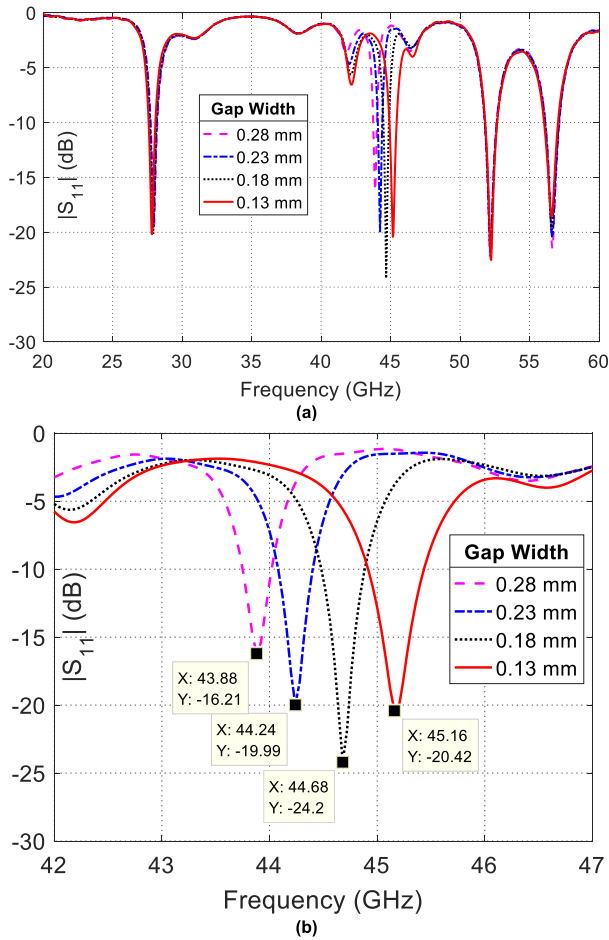 0
-5
-10
-15
-20
-25
-30
|S11| (dB)
Gap Width
0.28 mm
0.23 mm
0.18 mm
0.13 mm
20 25 30 35 40 45 50 55 60
Frequency (GHz)
(a)
0
-5
-10
-15
-20
-25
-30
|S11| (dB)
Gap Width
0.28 mm
0.23 mm
0.18 mm
0.13 mm
X: 43.88
Y: -16.21
X: 44.24
Y: -19.99
X: 44.68
Y: -24.2
X: 45.16
Y: -20.42
42 43 44 45 46 47
Frequency (GHz)
(b)